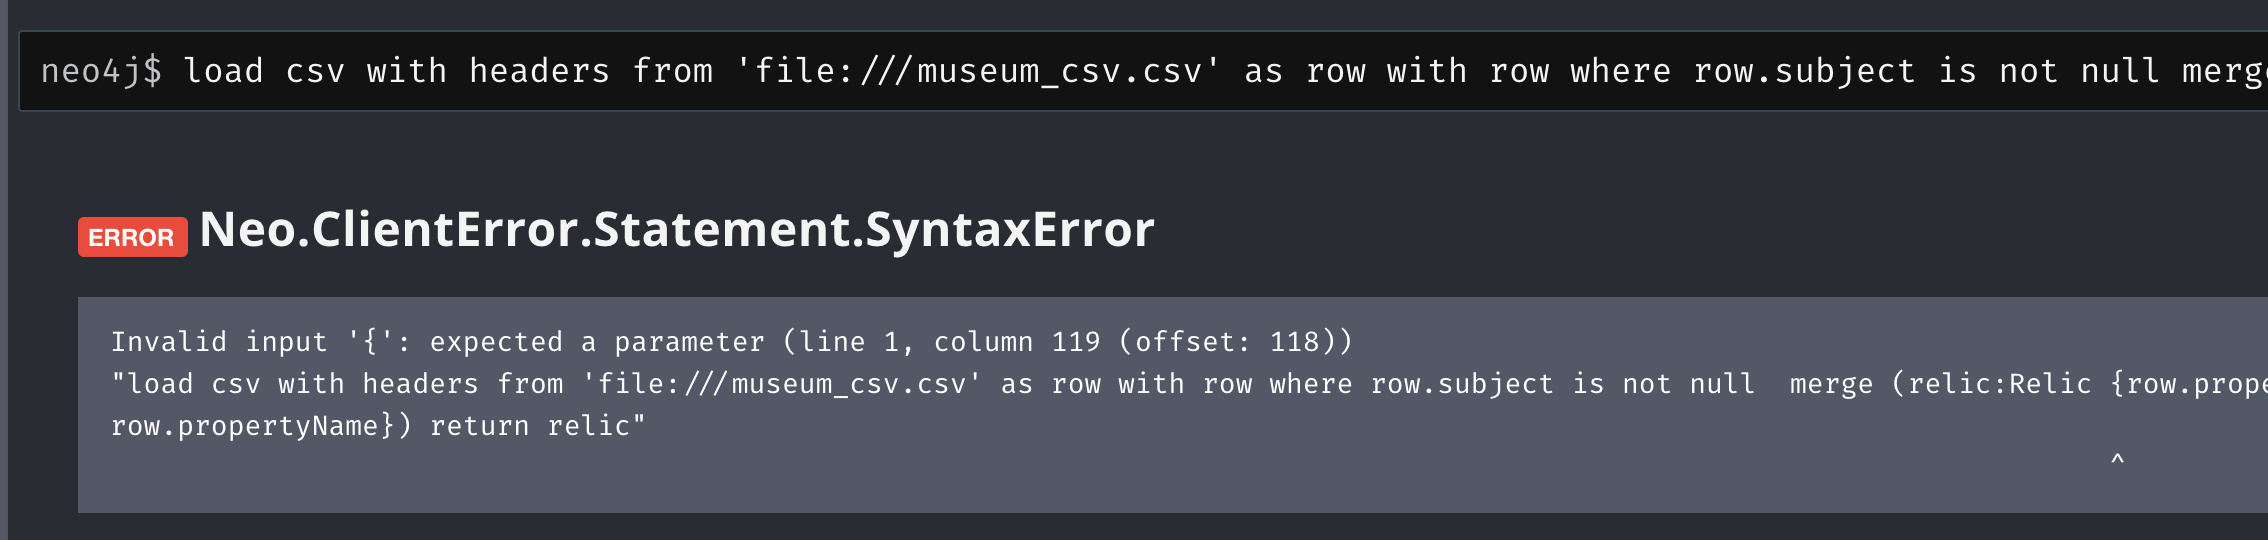 neo4j$ load csv with headers from 'file:///museum_csv.csv' as row with row where row.subject is not null
ERROR Neo.ClientError.Statement.SyntaxError
Invalid input '{': expected a parameter (line 1, column 119 (offset: 118))
"load csv with headers from 'file:///museum_csv.csv' as row with row where row.subject is not null  merge (relic:Relic
row.propertyName}) return relic"
^